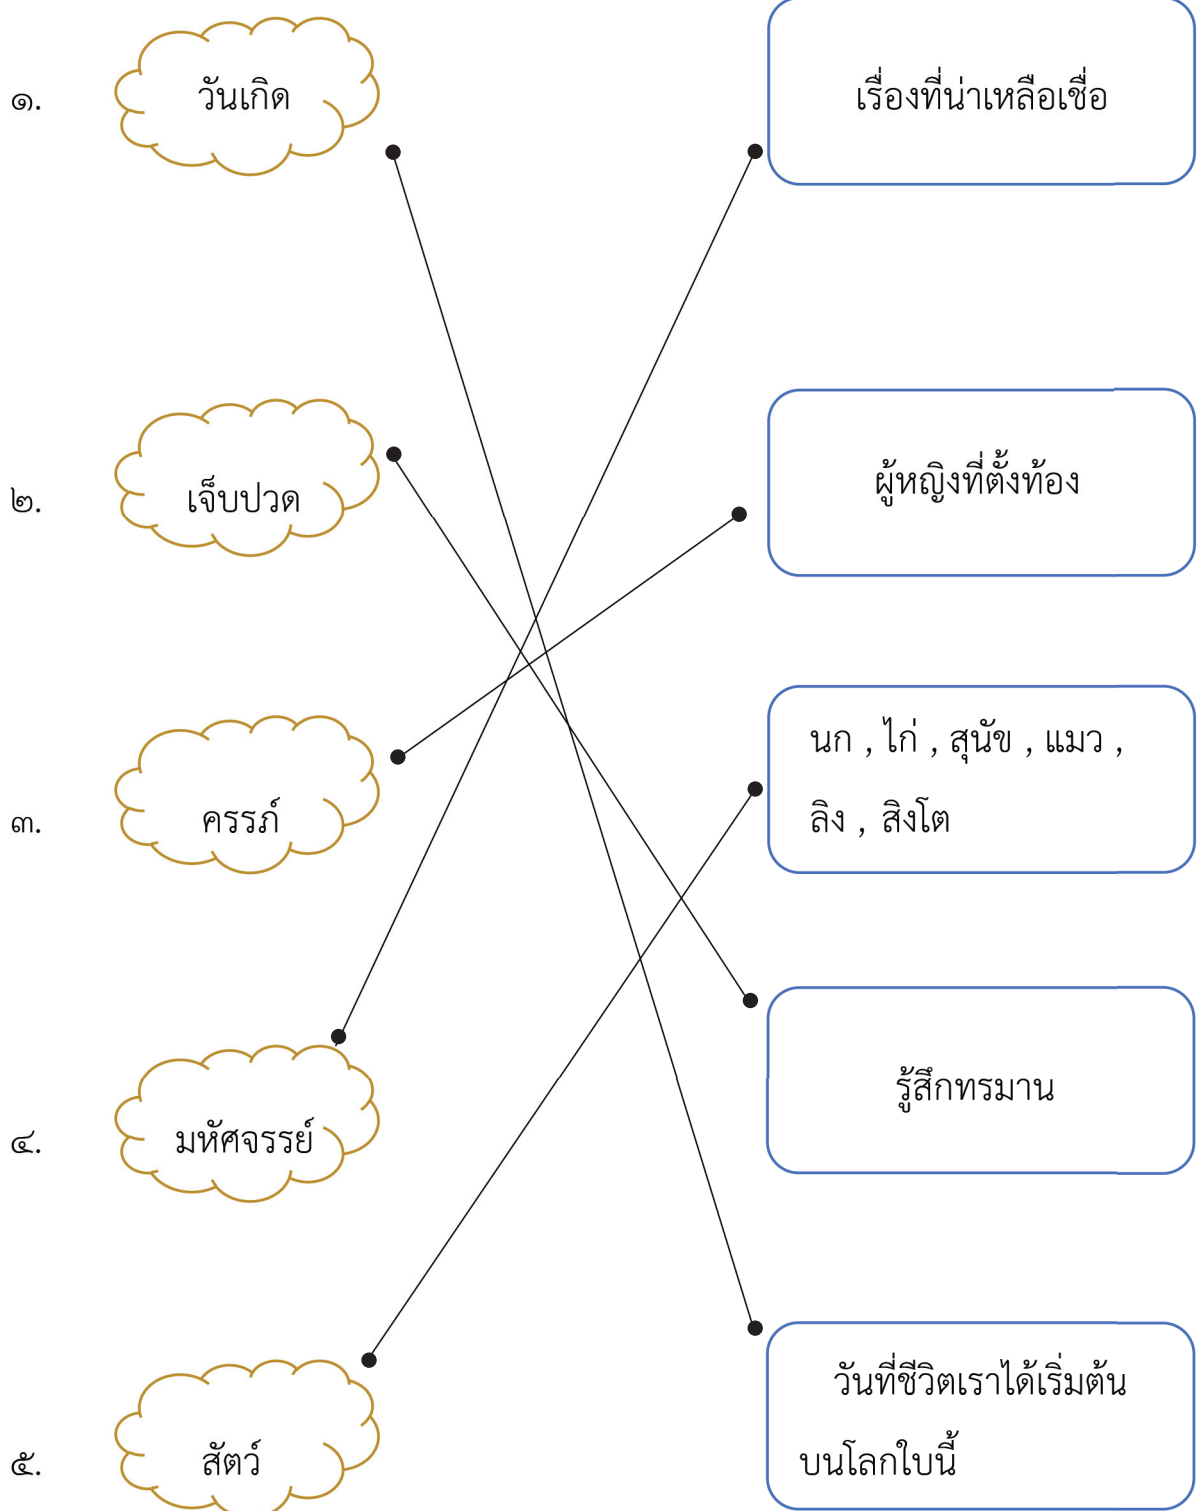 ๑. วันเกิด เรื่องที่น่าเหลือเชื่อ
๒. เจ็บปวด ผู้หญิงที่ตั้งท้อง
นก , ไก่ , สุนัข , แมว ,
๓. ครรภ์ ลิง , สิงโต
รู้สึกทรมาน
๔. มหัศจรรย์
วันที่ชีวิตเราได้เริ่มต้น
๕. สัตว์ บนโลกใบนี้